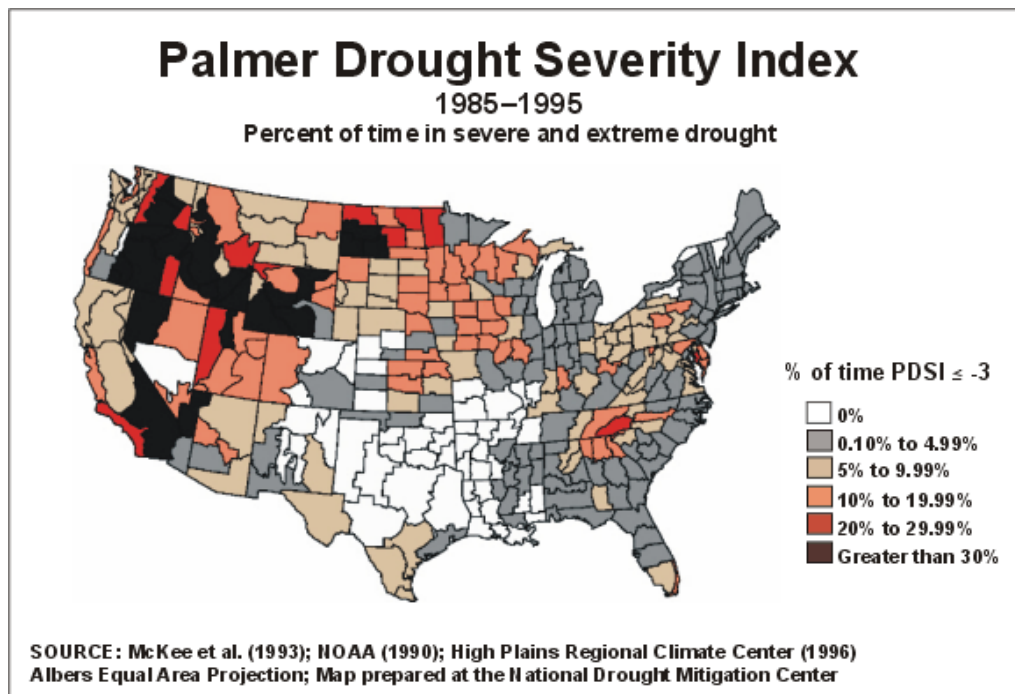 Palmer Drought Severity Index
1985–1995
Percent of time in severe and extreme drought
% of time PDSI ≤ -3
0%
0.10% to 4.99%
5% to 9.99%
10% to 19.99%
20% to 29.99%
Greater than 30%
SOURCE: McKee et al. (1993); NOAA (1990); High Plains Regional Climate Center (1996)
Albers Equal Area Projection; Map prepared at the National Drought Mitigation Center